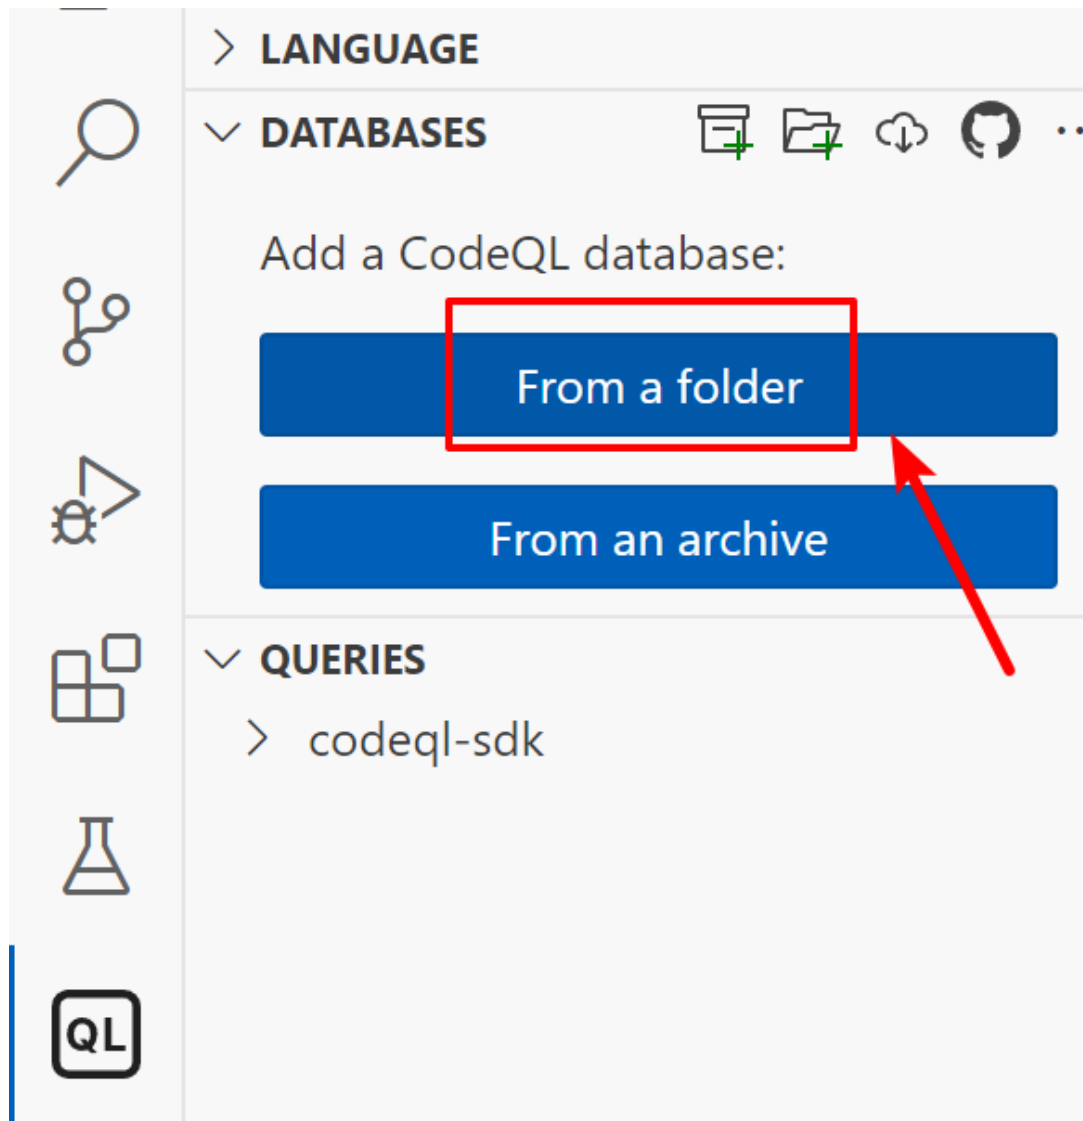 LANGUAGE
DATABASES
Add a CodeQL database:
From a folder
From an archive
QUERIES
codeql-sdk
QL